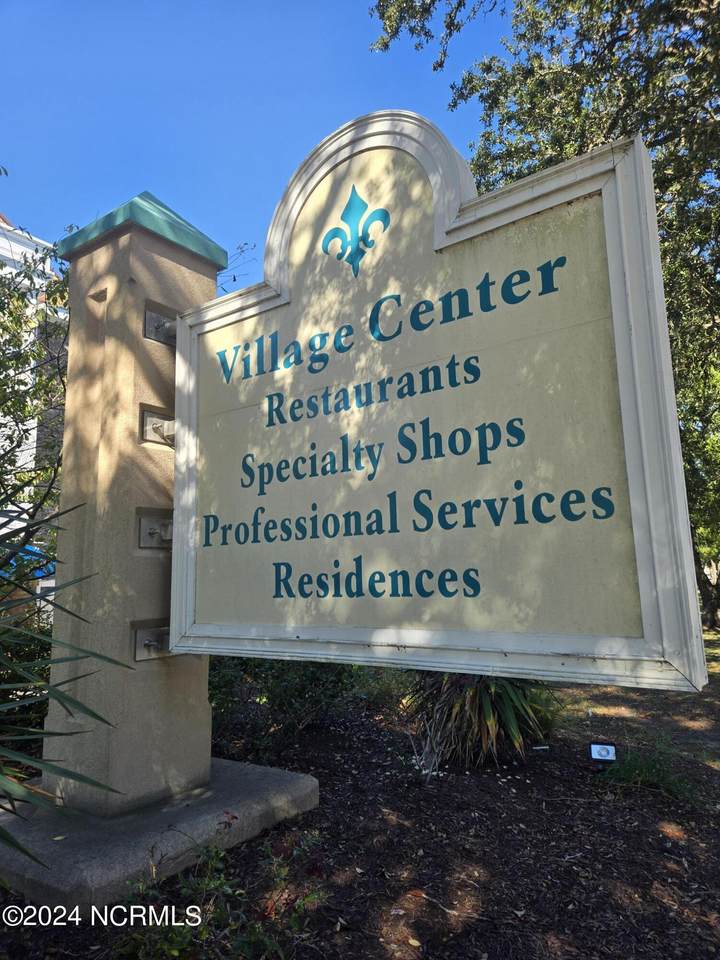 Village Center
Restaurants
Specialty Shops
Professional Services
Residences
©2024 NCRMLS